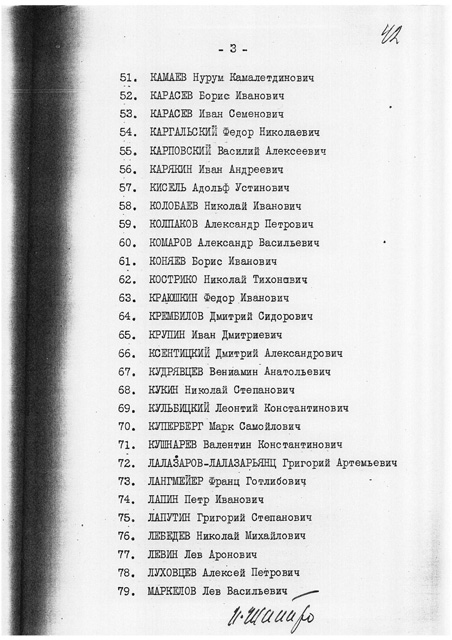 42
- 3 -
51. КАМАЕВ Нурум Камалетдинович
52. КАРАСЕВ Борис Иванович
53. КАРАСЕВ Иван Семенович
54. КАРГАЛЬСКИЙ Федор Николаевич
55. КАРПОВСКИЙ Василий Алексеевич
56. КАРЯКИН Иван Андреевич
57. КИСЕЛЬ Адольф Устинович
58. КОЛОБАЕВ Николай Иванович
59. КОЛПАКОВ Александр Петрович
60. КОМАРОВ Александр Васильевич
61. КОНЯЕВ Борис Иванович
62. КОСТРИКО Николай Тихонович
63. КРАЮШКИН Федор Иванович
64. КРЕМБИЛОВ Дмитрий Сидорович
65. КРУПИН Иван Дмитриевич
66. КСЕНТИЦКИЙ Дмитрий Александрович
67. КУДРЯВЦЕВ Вениамин Анатольевич
68. КУКИН Николай Степанович
69. КУЛЬБИЦКИЙ Леонтий Константинович
70. КУПЕРБЕРГ Марк Самойлович
71. КУШНАРЕВ Валентин Константинович
72. ЛАЛАЗАРОВ-ЛАЛАЗАРЬЯНЦ Григорий Артемьевич
73. ЛАНГМЕЙЕР Франц Готлибович
74. ЛАПИН Петр Иванович
75. ЛАПУТИН Григорий Степанович
76. ЛЕБЕДЕВ Николай Михайлович
77. ЛЕВИН Лев Аронович
78. ЛУХОВЦЕВ Алексей Петрович
79. МАРКЕЛОВ Лев Васильевич
И. Шапиро